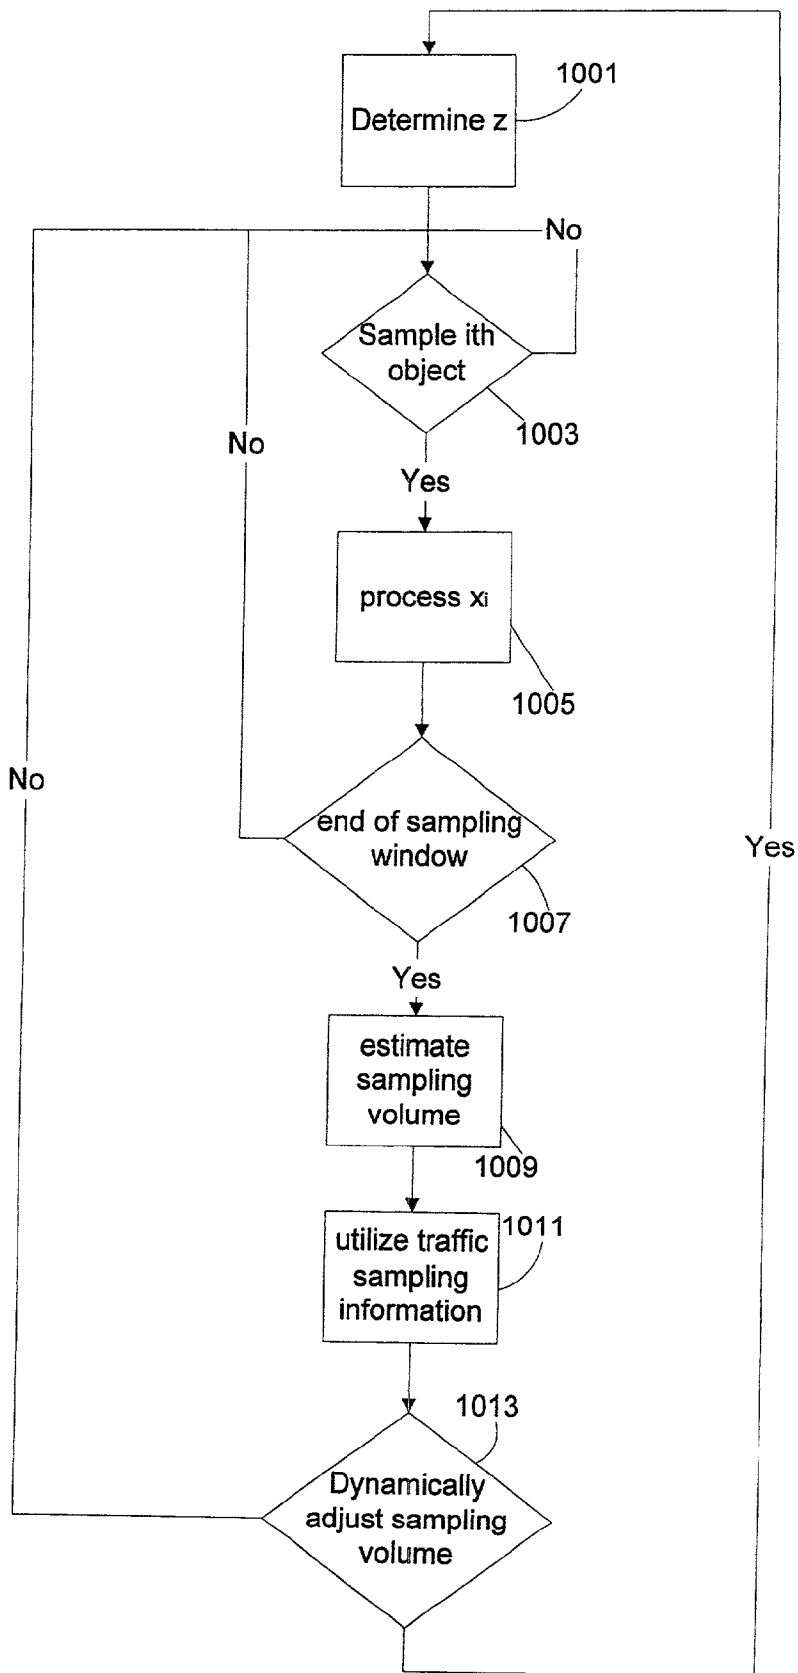 1001
Determine z
No
Sample ith
object
1003
No
Yes
process xi
1005
No
end of sampling
window
Yes
1007
Yes
estimate
sampling
volume
1009
1011
utilize traffic
sampling
information
1013
Dynamically
adjust sampling
volume